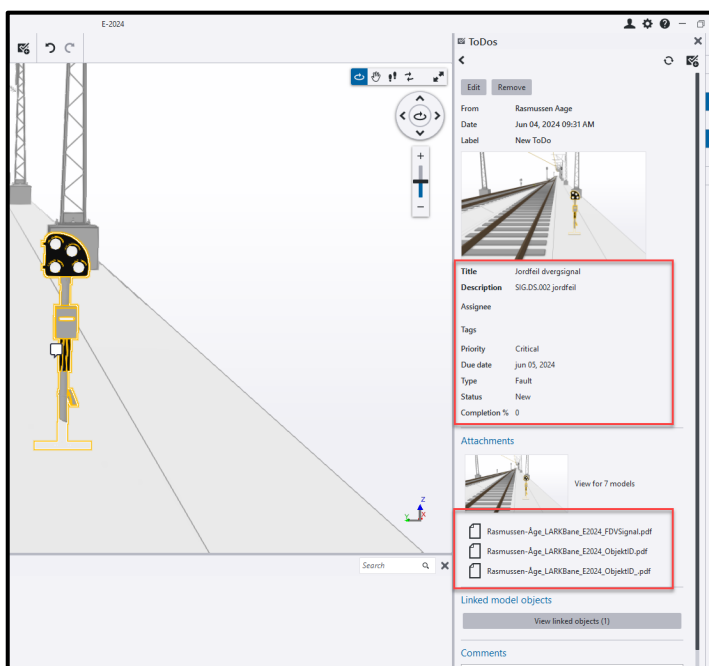 E-2024
ToDos
Edit Remove
From Rasmussen Aage
Date Jun 04, 2024 09:31 AM
Label New ToDo
Title Jordfeil dvergsignal
Description SIG.DS.002 jordfeil
Assignee
Tags
Priority Critical
Due date jun 05, 2024
Type Fault
Status New
Completion % 0
Attachments
View for 7 models
Rasmussen-Åge_LARKBane_E2024_FDVSignal.pdf
Rasmussen-Åge_LARKBane_E2024_ObjektID.pdf
Rasmussen-Åge_LARKBane_E2024_ObjektID_.pdf
Linked model objects
View linked objects (1)
Comments
Z
Y X
Search